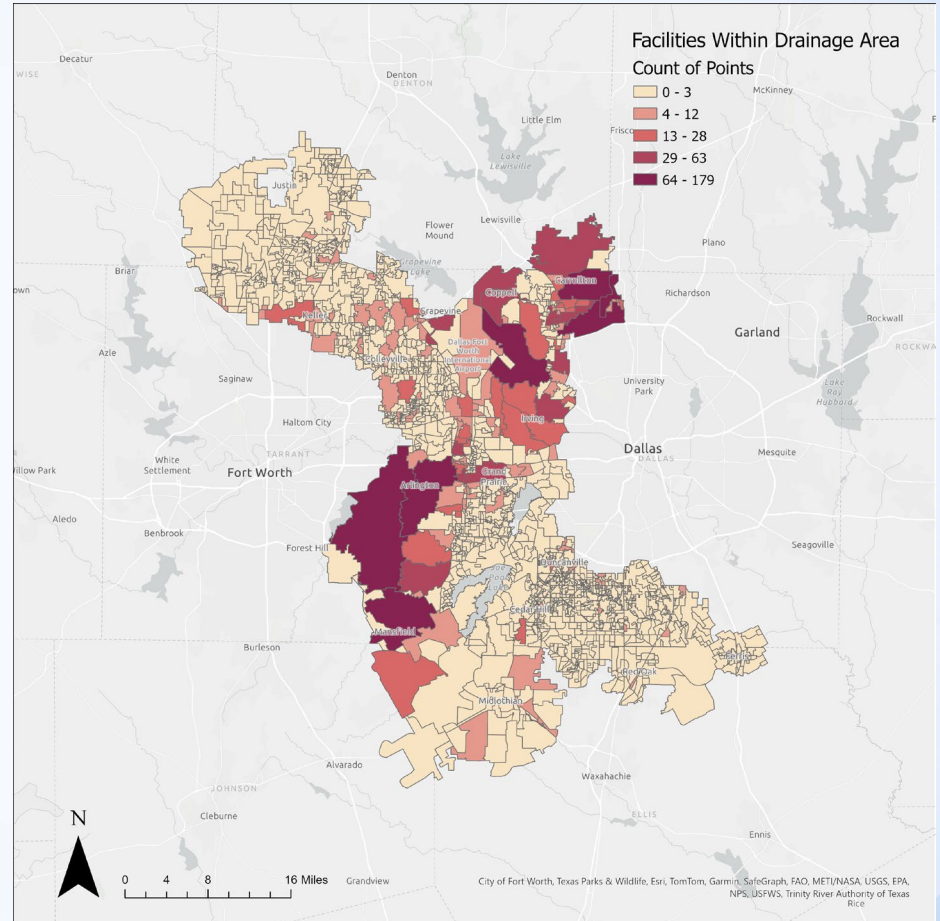 Facilities Within Drainage Area
Count of Points
0 - 3
4 - 12
13 - 28
29 - 63
64 - 179
Decatur
WISE
Denton
DENTON
McKinney
Little Elm
Frisco
Lake
Lewisville
Justin
Lewisville
Flower
Mound
Plano
Grapevine
Lake
Briar
Carrollton
Coppell
Richardson
own
Keller
Grapevine
Rockwall
Garland
ROCKWA
Azle
Dallas-Fort
Worth
International
Airport
Colleyville
Saginaw
University
Park
Lake
Ray
Hubbard
Haltom City
Irving
Dallas
DALLAS
Mesquite
White
Settlement
TARRANT
Fort Worth
Willow Park
Grand
Prairie
Arlington
Aledo
Benbrook
Seagoville
Forest Hill
Duncanville
Joe
Pool
Lake
Cedar Hill
Mansfield
Burleson
Ferris
Red Oak
Midlothian
Alvarado
Waxahachie
JOHNSON
Cleburne
ELLIS
Ennis
N
0 4 8 16 Miles
Grandview
City of Fort Worth, Texas Parks & Wildlife, Esri, TomTom, Garmin, SafeGraph, FAO, METI/NASA, USGS, EPA,
NPS, USFWS, Trinity River Authority of Texas
Rice